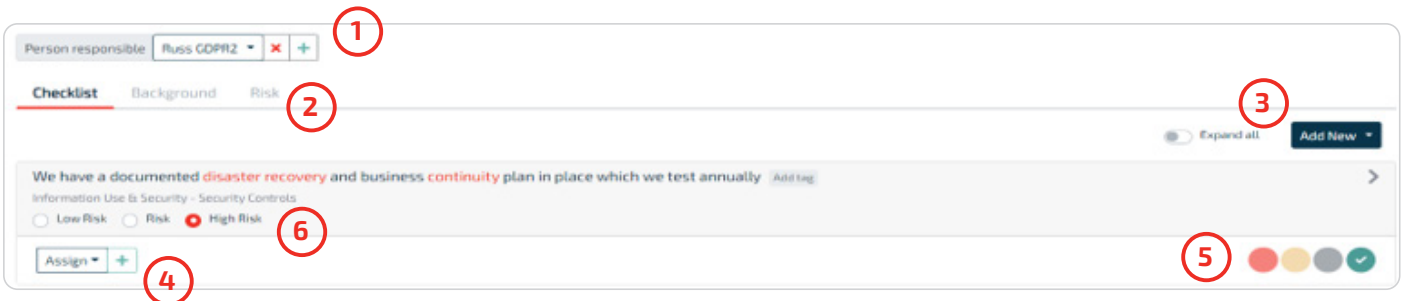 1
Person responsible Russ GDPR2
Checklist Background Risk
2
3
Expand all Add New
We have a documented disaster recovery and business continuity plan in place which we test annually Add tag
Information Use & Security - Security Controls
Low Risk Risk High Risk
6
Assign
4
5